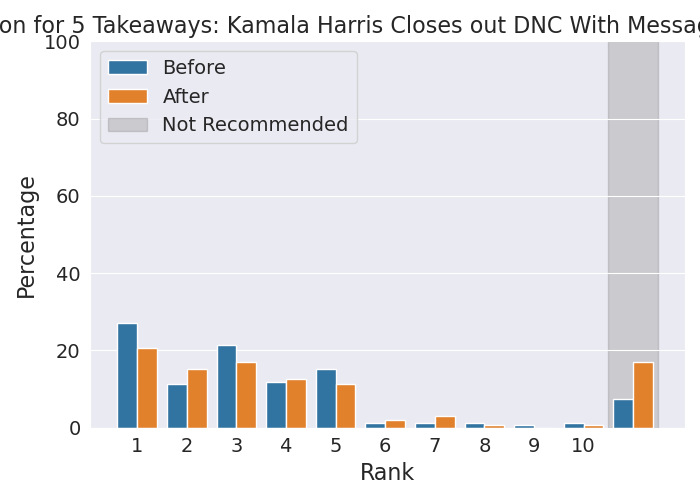 on for 5 Takeaways: Kamala Harris Closes out DNC With Messag
100
80
60
40
20
0
Percentage
Before
After
Not Recommended
1 2 3 4 5 6 7 8 9 10
Rank